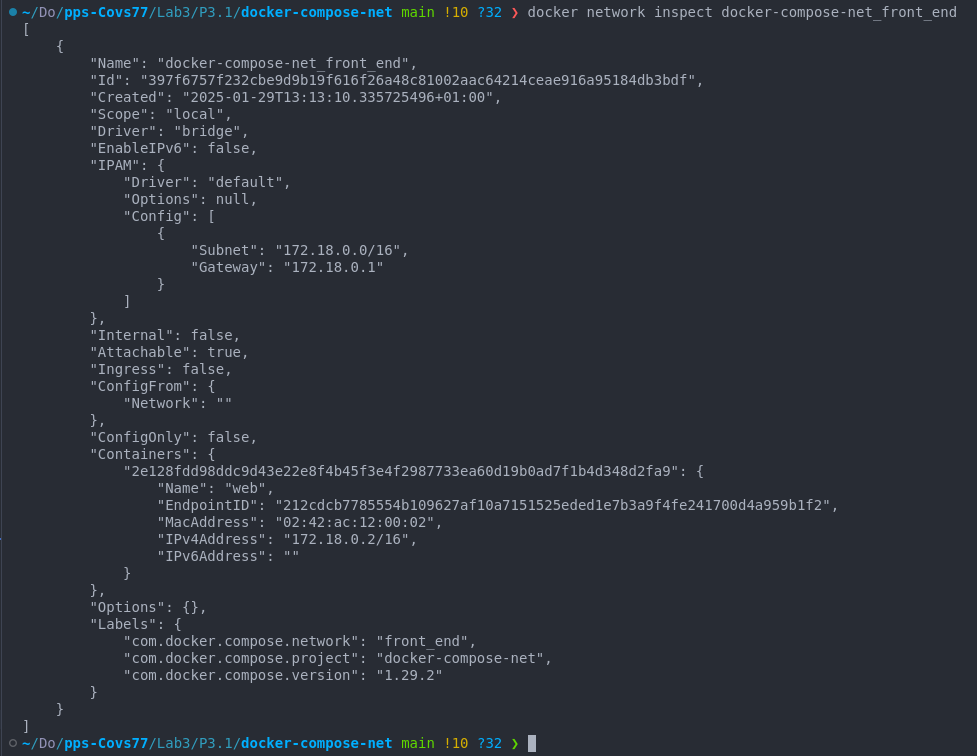 ~/Do/pps-Covs77/Lab3/P3.1/docker-compose-net main !10 ?32 ❯ docker network inspect docker-compose-net_front_end
[
    {
        "Name": "docker-compose-net_front_end",
        "Id": "397f6757f232cbe9d9b19f616f26a48c81002aac64214ceae916a95184db3bdf",
        "Created": "2025-01-29T13:13:10.335725496+01:00",
        "Scope": "local",
        "Driver": "bridge",
        "EnableIPv6": false,
        "IPAM": {
            "Driver": "default",
            "Options": null,
            "Config": [
                {
                    "Subnet": "172.18.0.0/16",
                    "Gateway": "172.18.0.1"
                }
            ]
        },
        "Internal": false,
        "Attachable": true,
        "Ingress": false,
        "ConfigFrom": {
            "Network": ""
        },
        "ConfigOnly": false,
        "Containers": {
            "2e128fdd98ddc9d43e22e8f4b45f3e4f2987733ea60d19b0ad7f1b4d348d2fa9": {
                "Name": "web",
                "EndpointID": "212cdcb7785554b109627af10a7151525eded1e7b3a9f4fe241700d4a959b1f2",
                "MacAddress": "02:42:ac:12:00:02",
                "IPv4Address": "172.18.0.2/16",
                "IPv6Address": ""
            }
        },
        "Options": {},
        "Labels": {
            "com.docker.compose.network": "front_end",
            "com.docker.compose.project": "docker-compose-net",
            "com.docker.compose.version": "1.29.2"
        }
    }
]
~/Do/pps-Covs77/Lab3/P3.1/docker-compose-net main !10 ?32 ❯